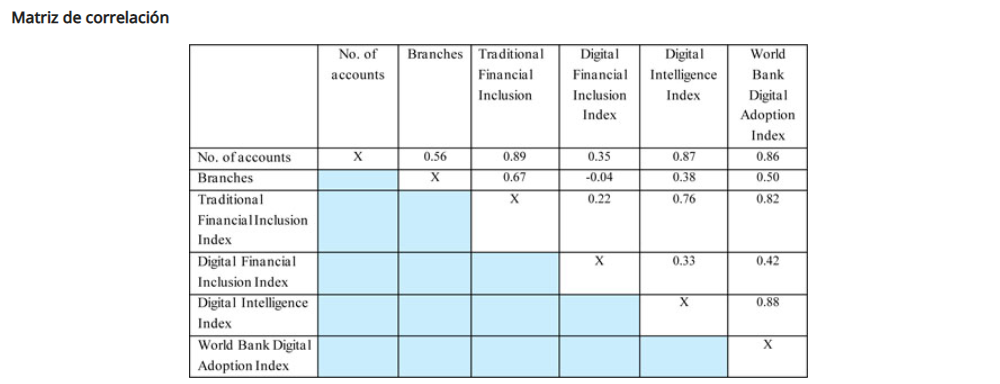 Matriz de correlación
No. of accounts | Branches | Traditional Financial Inclusion | Digital Financial Inclusion Index | Digital Intelligence Index | World Bank Digital Adoption Index
No. of accounts | X | 0.56 | 0.89 | 0.35 | 0.87 | 0.86
Branches | X | 0.67 | -0.04 | 0.38 | 0.50
Traditional Financial Inclusion Index | X | 0.22 | 0.76 | 0.82
Digital Financial Inclusion Index | X | 0.33 | 0.42
Digital Intelligence Index | X | 0.88
World Bank Digital Adoption Index | X